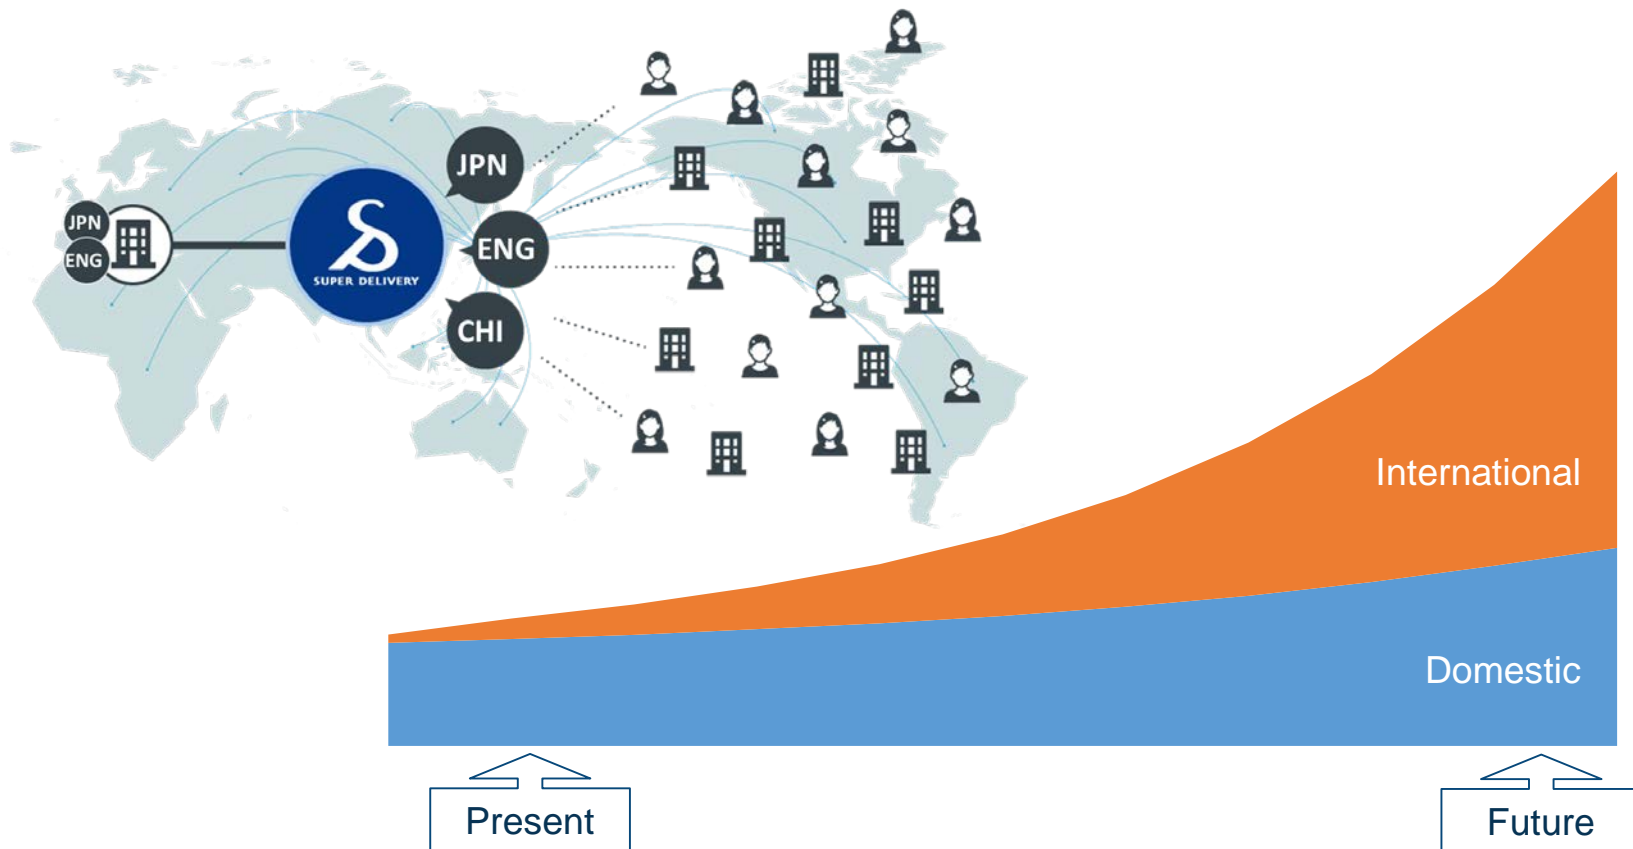 JPN
ENG
SUPER DELIVERY
JPN
ENG
CHI
International
Domestic
Present
Future